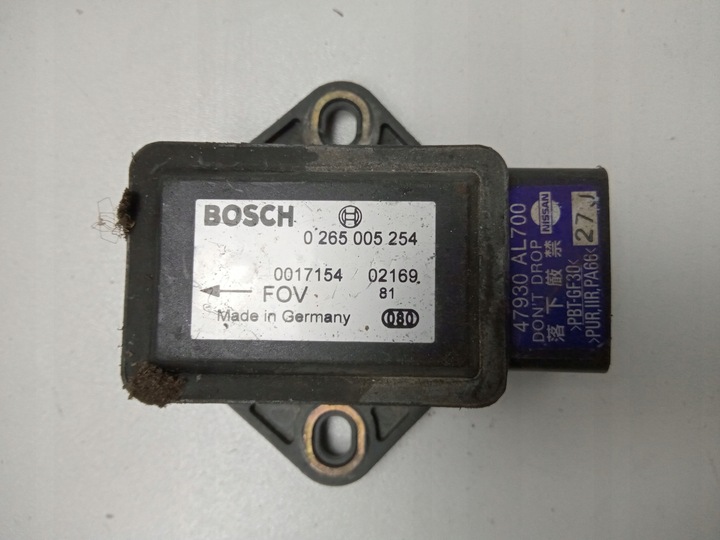 BOSCH
0 265 005 254
0017154 02169
FOV 81
Made in Germany 080
47930 AL700
DON'T DROP
落下厳禁
>PBT-GF30<
>PUR,IIR,PA66<
NISSAN
27J